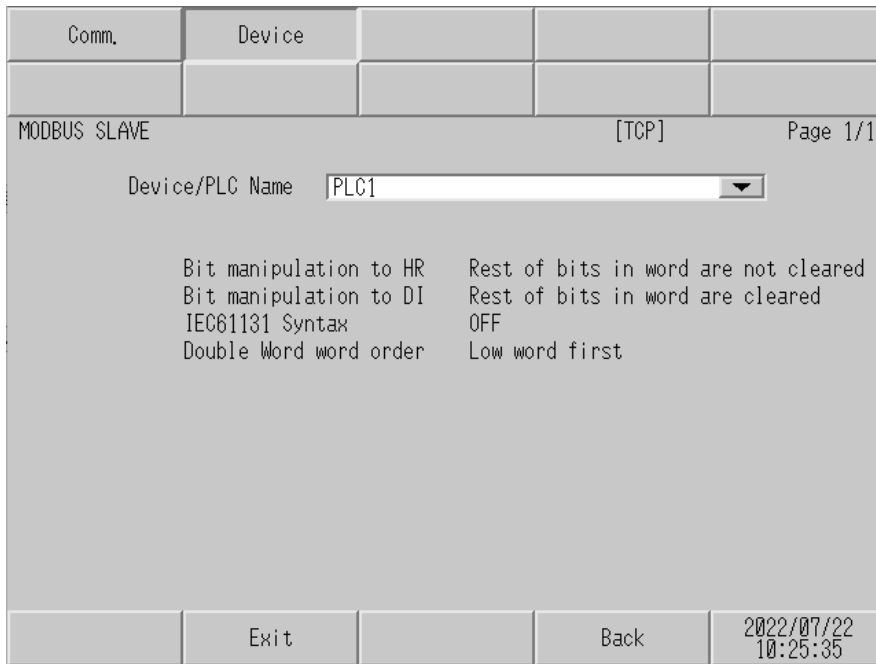 Comm. Device
MODBUS SLAVE [TCP] Page 1/1
Device/PLC Name PLC1
Bit manipulation to HR Rest of bits in word are not cleared
Bit manipulation to DI Rest of bits in word are cleared
IEC61131 Syntax OFF
Double Word word order Low word first
Exit Back 2022/07/22
10:25:35